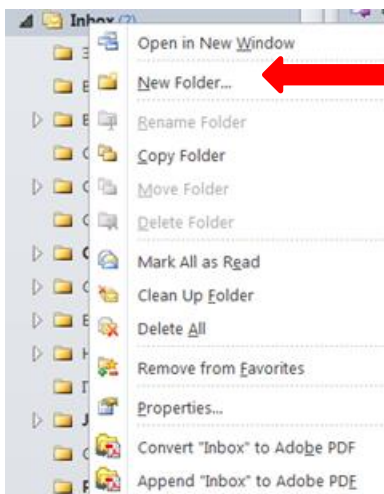 Inbox (2)
Open in New Window
New Folder...
Rename Folder
Copy Folder
Move Folder
Delete Folder
Mark All as Read
Clean Up Folder
Delete All
Remove from Favorites
Properties...
Convert "Inbox" to Adobe PDF
Append "Inbox" to Adobe PDF